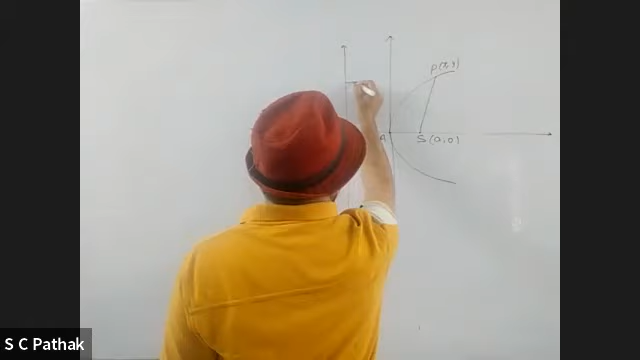 P(x,y)
A
S(a,0)
S C Pathak